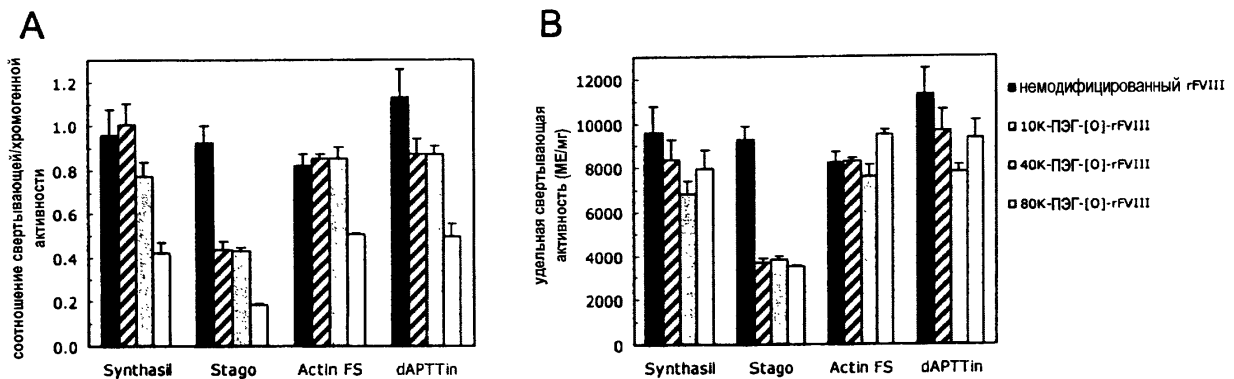 A
соотношение свертывающей/хромогенной
активности
1.2
1.0
0.8
0.6
0.4
0.2
0.0
Synthasil
Stago
Actin FS
dAPTTin
B
удельная свертывающая
активность (МЕ/мг)
12000
10000
8000
6000
4000
2000
0
Synthasil
Stago
Actin FS
dAPTTin
немодифицированный rFVIII
10K-ПЭГ-[O]-rFVIII
40K-ПЭГ-[O]-rFVIII
80K-ПЭГ-[O]-rFVIII